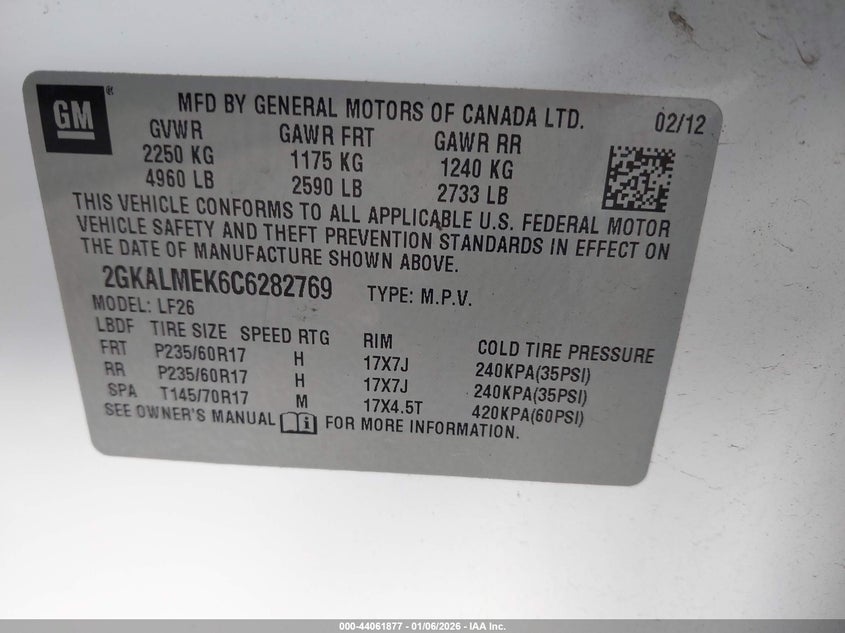 GM®
MFD BY GENERAL MOTORS OF CANADA LTD. 02/12
GVWR GAWR FRT GAWR RR
2250 KG 1175 KG 1240 KG
4960 LB 2590 LB 2733 LB
THIS VEHICLE CONFORMS TO ALL APPLICABLE U.S. FEDERAL MOTOR
VEHICLE SAFETY AND THEFT PREVENTION STANDARDS IN EFFECT ON
THE DATE OF MANUFACTURE SHOWN ABOVE.
2GKALMEK6C6282769 TYPE: M.P.V.
MODEL: LF26
LBDF TIRE SIZE SPEED RTG RIM COLD TIRE PRESSURE
FRT P235/60R17 H 17X7J 240KPA(35PSI)
RR P235/60R17 H 17X7J 240KPA(35PSI)
SPA T145/70R17 M 17X4.5T 420KPA(60PSI)
SEE OWNER'S MANUAL FOR MORE INFORMATION.
000-44061877 - 01/06/2026 - IAA Inc.